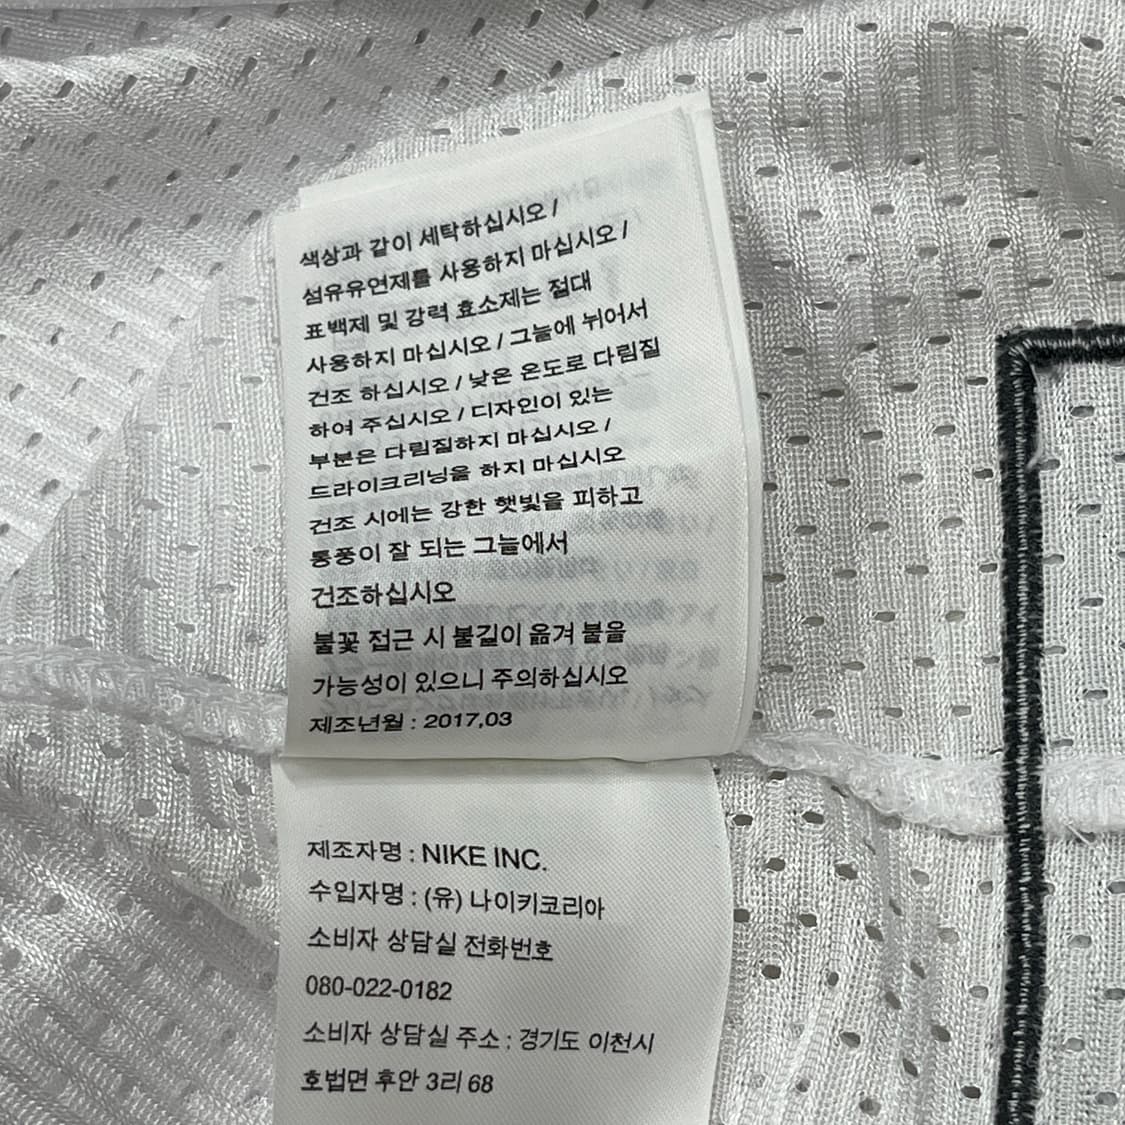 색상과 같이 세탁하십시오 /
섬유유연제를 사용하지 마십시오 /
표백제 및 강력 효소제는 절대
사용하지 마십시오 / 그늘에 뉘어서
건조 하십시오 / 낮은 온도로 다림질
하여 주십시오 / 디자인이 있는
부분은 다림질하지 마십시오 /
드라이크리닝을 하지 마십시오
건조 시에는 강한 햇빛을 피하고
통풍이 잘 되는 그늘에서
건조하십시오
불꽃 접근 시 불길이 옮겨 붙을
가능성이 있으니 주의하십시오
제조년월 : 2017,03
제조자명 : NIKE INC.
수입자명 : (유) 나이키코리아
소비자 상담실 전화번호
080-022-0182
소비자 상담실 주소 : 경기도 이천시
호법면 후안 3리 68